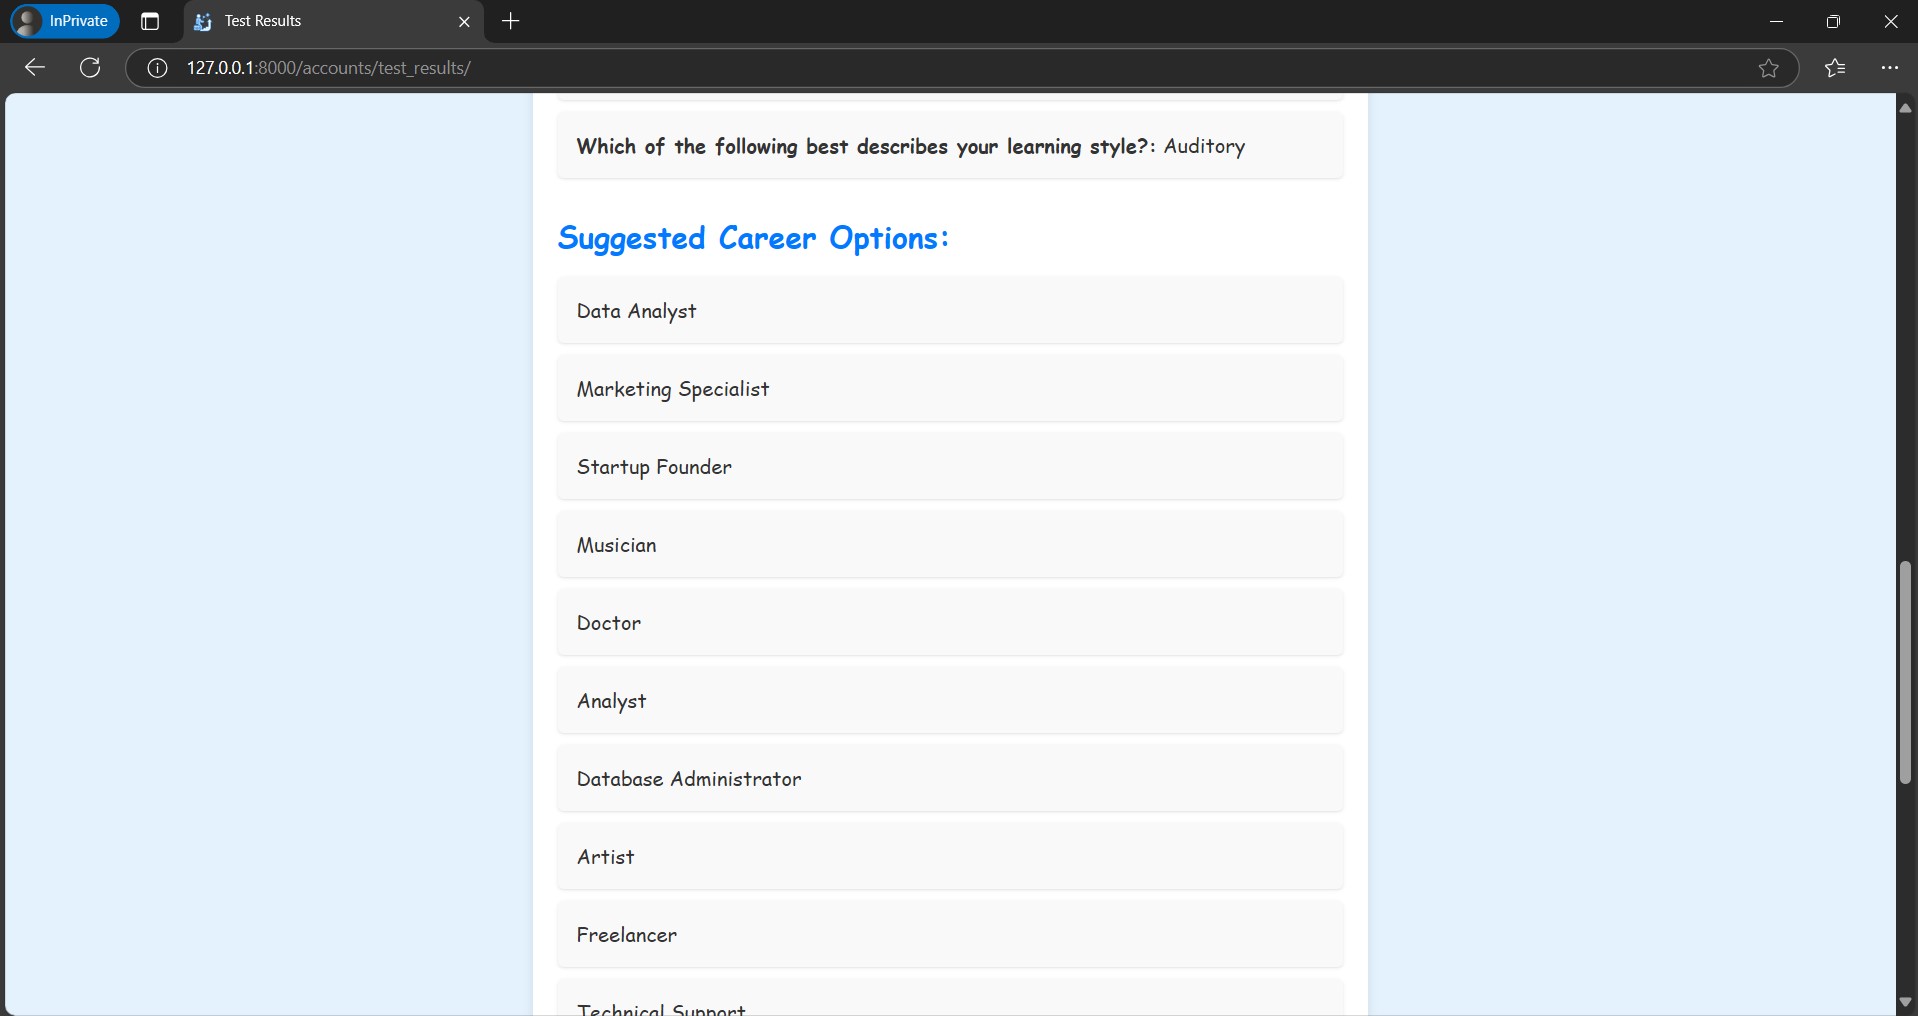 InPrivate
Test Results
127.0.0.1:8000/accounts/test_results/
Which of the following best describes your learning style?: Auditory
Suggested Career Options:
Data Analyst
Marketing Specialist
Startup Founder
Musician
Doctor
Analyst
Database Administrator
Artist
Freelancer
Technical Support